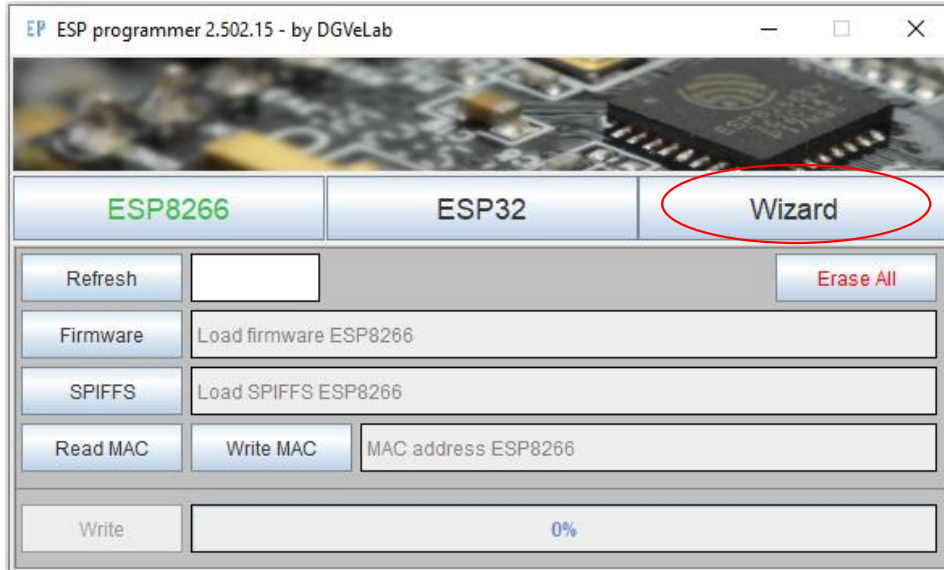 EP ESP programmer 2.502.15 - by DGVeLab
ESP8266 ESP32 Wizard
Refresh Erase All
Firmware Load firmware ESP8266
SPIFFS Load SPIFFS ESP8266
Read MAC Write MAC MAC address ESP8266
Write 0%